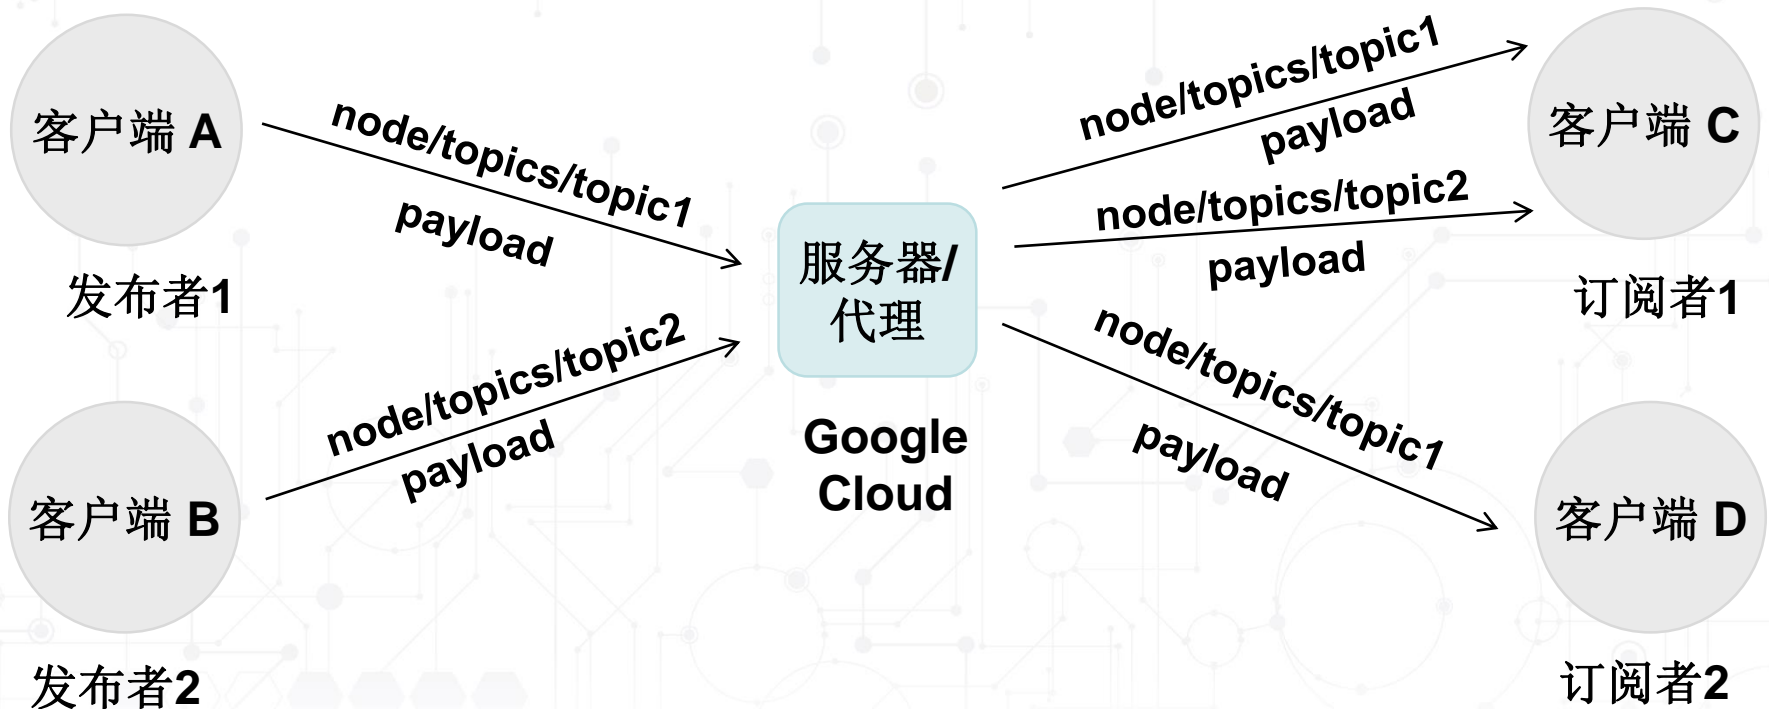 客户端 A
发布者1
node/topics/topic1
payload
客户端 B
发布者2
node/topics/topic2
payload
服务器/
代理
Google
Cloud
node/topics/topic1
payload
node/topics/topic2
payload
node/topics/topic1
payload
客户端 C
订阅者1
客户端 D
订阅者2